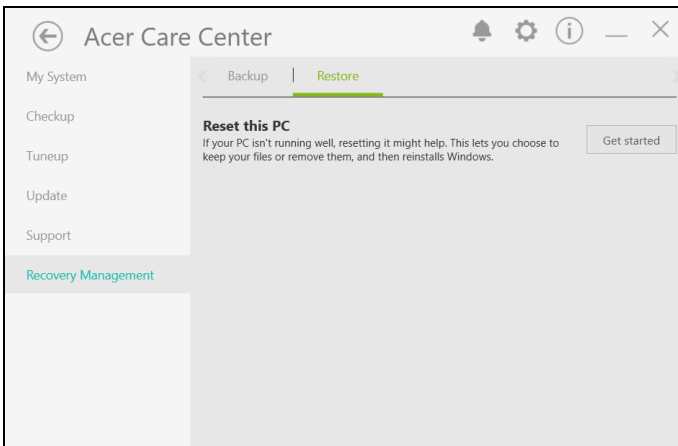 Acer Care Center
My System
Checkup
Tuneup
Update
Support
Recovery Management
Backup
Restore
Reset this PC
If your PC isn't running well, resetting it might help. This lets you choose to
keep your files or remove them, and then reinstalls Windows.
Get started